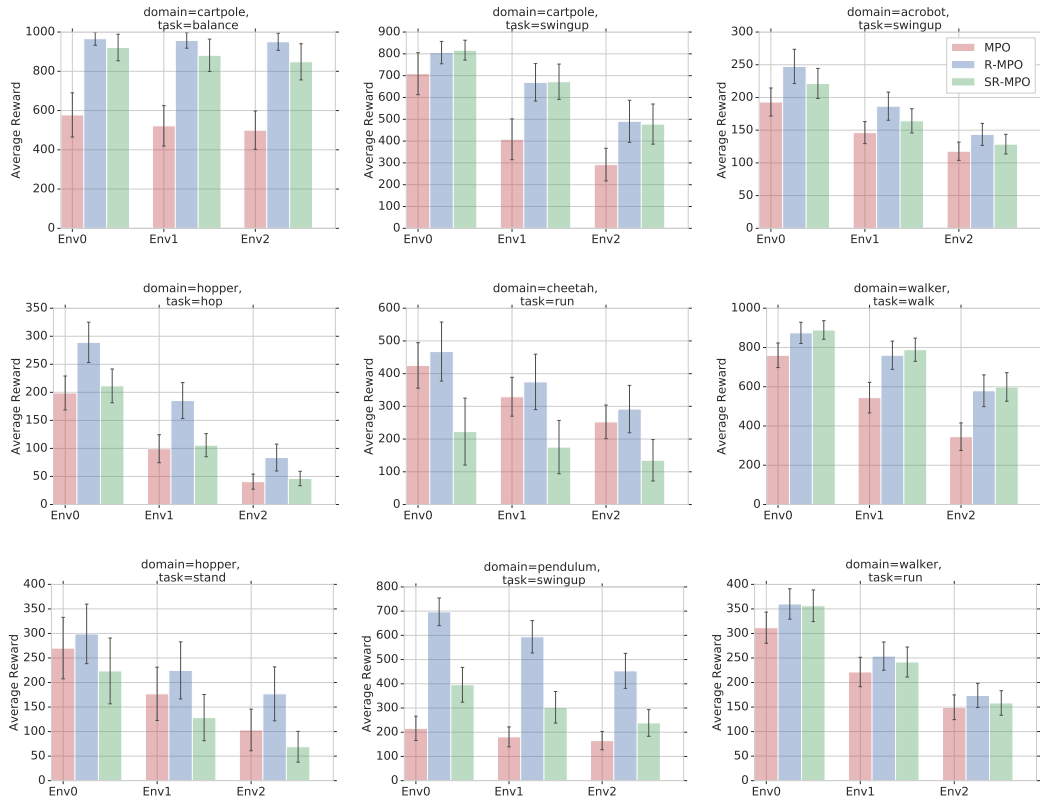 domain=cartpole,
task=balance
Average Reward
1000
800
600
400
200
0
Env0 Env1 Env2
domain=cartpole,
task=swingup
Average Reward
900
800
700
600
500
400
300
200
100
0
Env0 Env1 Env2
domain=acrobot,
task=swingup
Average Reward
300
250
200
150
100
50
0
Env0 Env1 Env2
MPO
R-MPO
SR-MPO
domain=hopper,
task=hop
Average Reward
350
300
250
200
150
100
50
0
Env0 Env1 Env2
domain=cheetah,
task=run
Average Reward
600
500
400
300
200
100
0
Env0 Env1 Env2
domain=walker,
task=walk
Average Reward
1000
800
600
400
200
0
Env0 Env1 Env2
domain=hopper,
task=stand
Average Reward
400
350
300
250
200
150
100
50
0
Env0 Env1 Env2
domain=pendulum,
task=swingup
Average Reward
800
700
600
500
400
300
200
100
0
Env0 Env1 Env2
domain=walker,
task=run
Average Reward
400
350
300
250
200
150
100
50
0
Env0 Env1 Env2